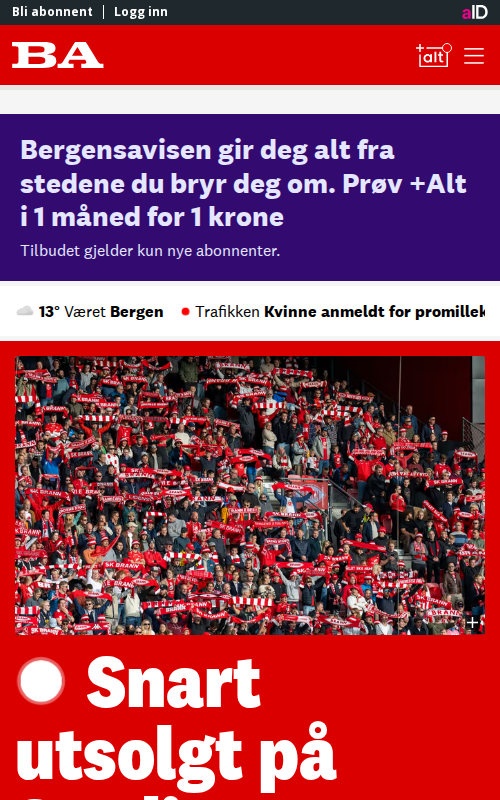 Bli abonnent | Logg inn
aID
BA
+alt
Bergensavisen gir deg alt fra
stedene du bryr deg om. Prøv +Alt
i 1 måned for 1 krone
Tilbudet gjelder kun nye abonnenter.
13° Været Bergen
Trafikken Kvinne anmeldt for promillek
SK BRANN
Snart
utsolgt på